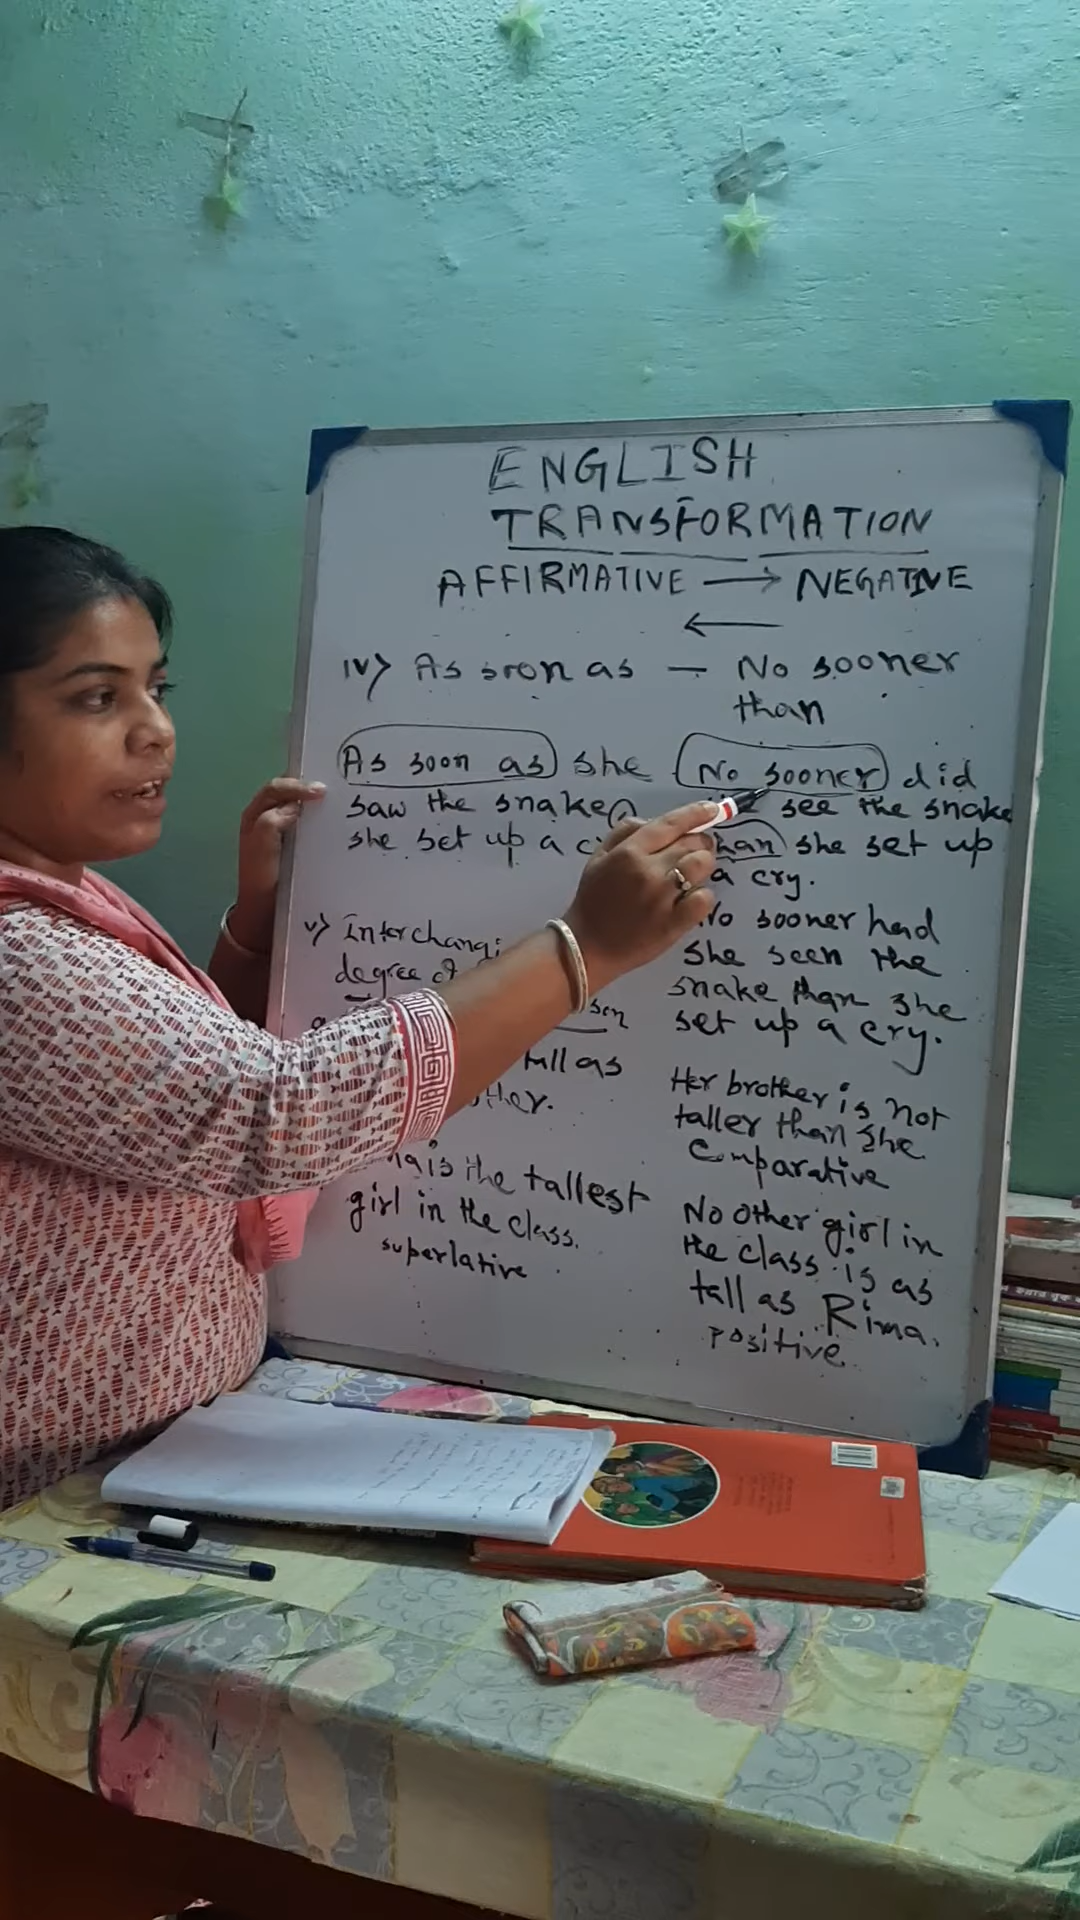 ENGLISH
TRANSFORMATION
AFFIRMATIVE → NEGATIVE
←
iv> As soon as — No sooner
than
As soon as she
saw the snake,
she set up a
No sooner did
see the snake
she set up
a cry.
No sooner had
she seen the
snake than she
set up a cry.
v> Interchangi
degree of
tall as
is the tallest
girl in the class.
superlative
Her brother is not
taller than she
Comparative
No other girl in
the class is as
tall as Rima.
positive